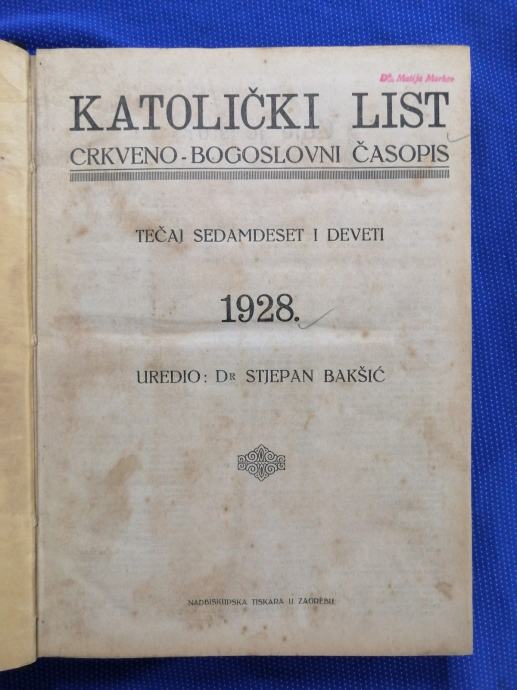 Dr. Matija Markov
KATOLIČKI LIST
CRKVENO-BOGOSLOVNI ČASOPIS
TEČAJ SEDAMDESET I DEVETI
1928.
UREDIO: DR STJEPAN BAKŠIĆ
NADBISKUPSKA TISKARA U ZAGREBU